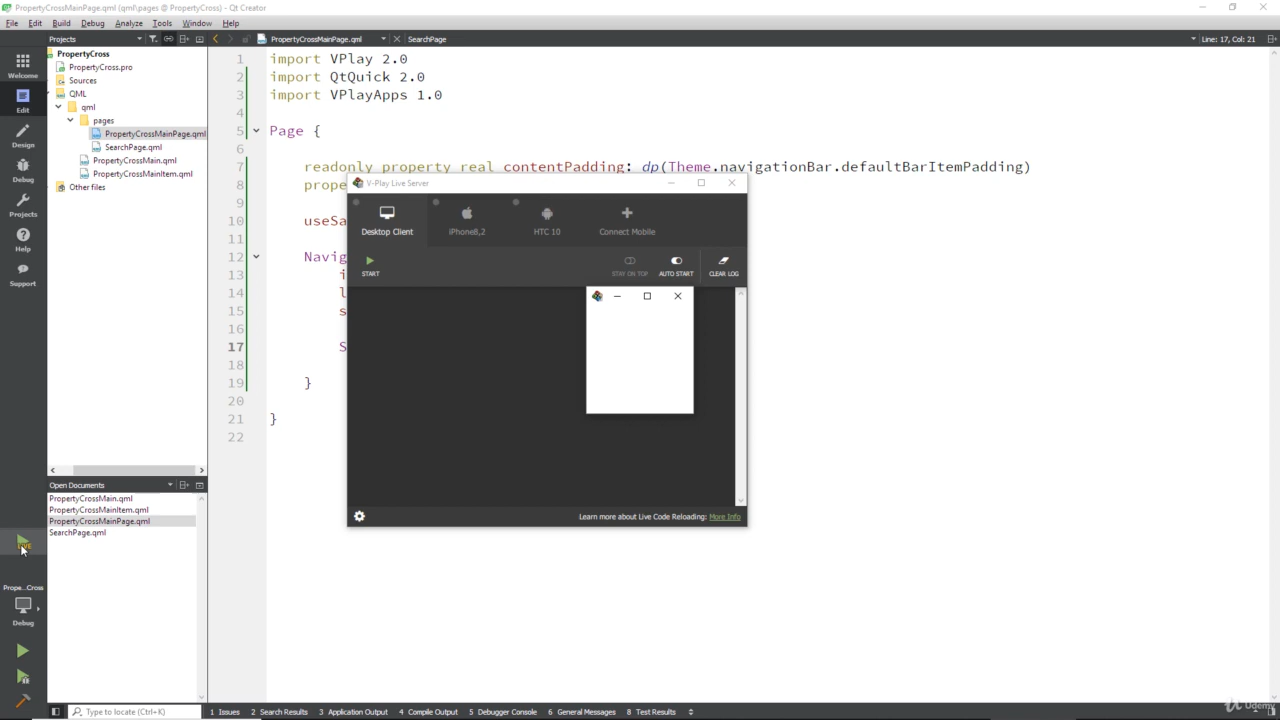 PropertyCrossMainPage.qml (qml\pages @ PropertyCross) - Qt Creator
File Edit Build Debug Analyze Tools Window Help
Projects
PropertyCrossMainPage.qml
SearchPage
Line: 17, Col: 21
Welcome
Edit
Design
Debug
Projects
Help
Support
PropertyCross
PropertyCross.pro
Sources
QML
qml
pages
PropertyCrossMainPage.qml
SearchPage.qml
PropertyCrossMain.qml
PropertyCrossMainItem.qml
Other files
1 import VPlay 2.0
2 import QtQuick 2.0
3 import VPlayApps 1.0
4
5 Page {
6
7 readonly property real contentPadding: dp(Theme.navigationBar.defaultBarItemPadding)
8 prope
9
10 useSa
11
12 Navig
13 i
14 l
15 s
16
17 S
18
19 }
20
21 }
22
V-Play Live Server
Desktop Client
iPhone8,2
HTC 10
Connect Mobile
START
STAY ON TOP
AUTO START
CLEAR LOG
Learn more about Live Code Reloading: More Info
Open Documents
PropertyCrossMain.qml
PropertyCrossMainItem.qml
PropertyCrossMainPage.qml
SearchPage.qml
LIVE
Prope...Cross
Debug
Type to locate (Ctrl+K)
1 Issues 2 Search Results 3 Application Output 4 Compile Output 5 Debugger Console 6 General Messages 8 Test Results
Udemy